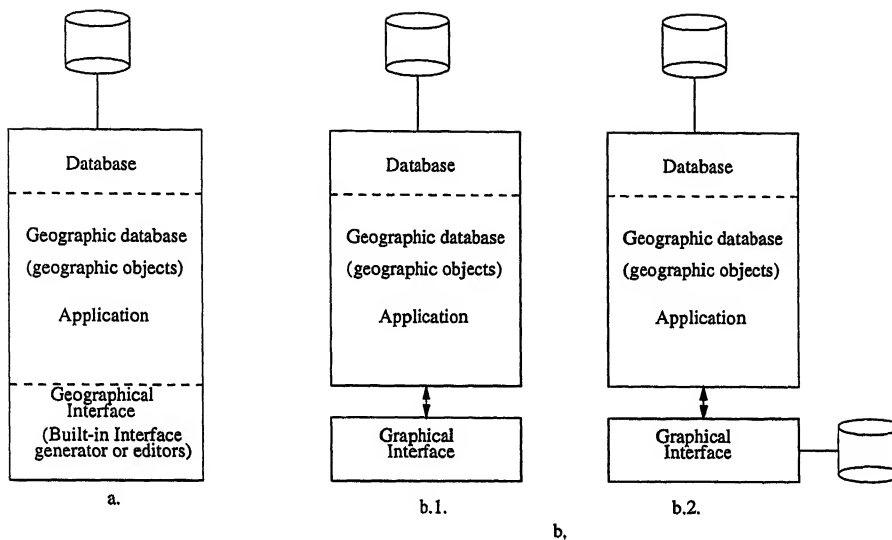 Database
Geographic database
(geographic objects)
Application
Geographical
Interface
(Built-in Interface
generator or editors)
a.
Database
Geographic database
(geographic objects)
Application
Graphical
Interface
b.1.
Database
Geographic database
(geographic objects)
Application
Graphical
Interface
b.2.
b.